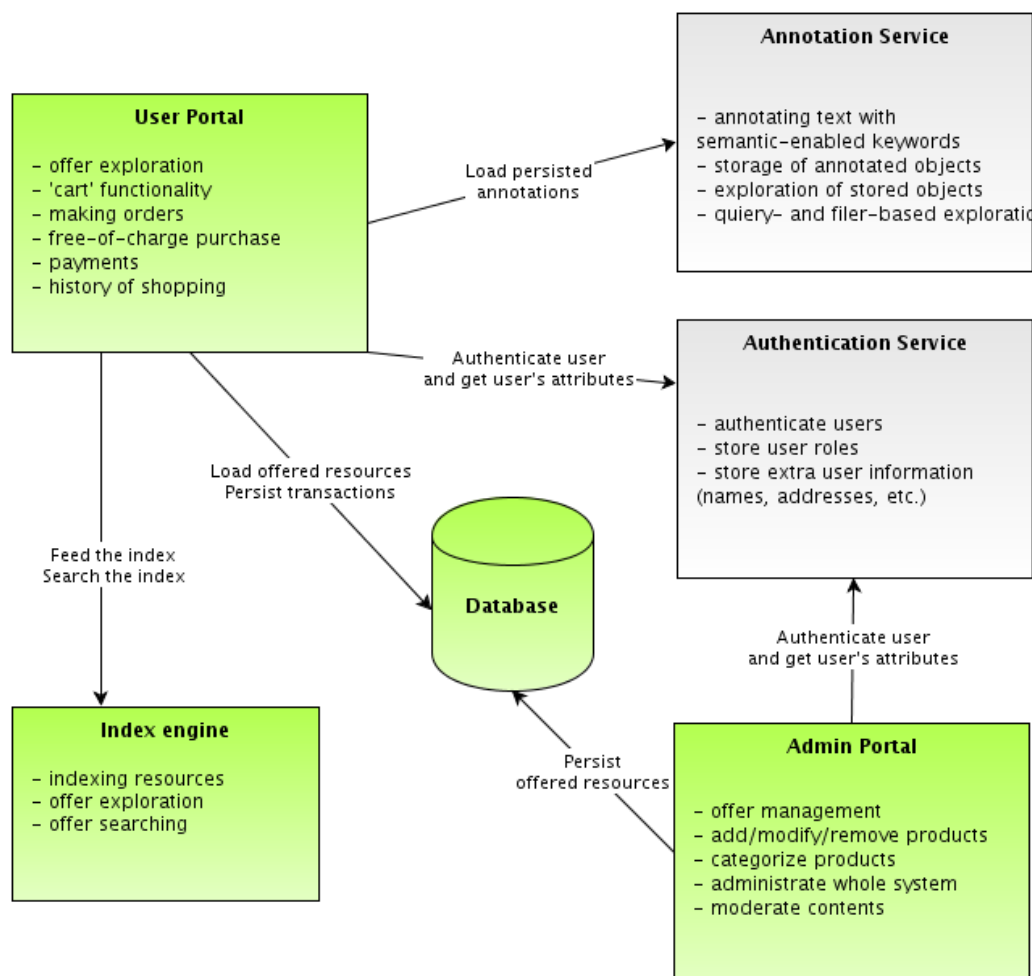 Annotation Service
- annotating text with
semantic-enabled keywords
- storage of annotated objects
- exploration of stored objects
- quiery- and filer-based exploratio
User Portal
- offer exploration
- 'cart' functionality
- making orders
- free-of-charge purchase
- payments
- history of shopping
Load persisted
annotations
Authentication Service
- authenticate users
- store user roles
- store extra user information
(names, addresses, etc.)
Authenticate user
and get user's attributes
Load offered resources
Persist transactions
Feed the index
Search the index
Database
Authenticate user
and get user's attributes
Index engine
- indexing resources
- offer exploration
- offer searching
Persist
offered resources
Admin Portal
- offer management
- add/modify/remove products
- categorize products
- administrate whole system
- moderate contents